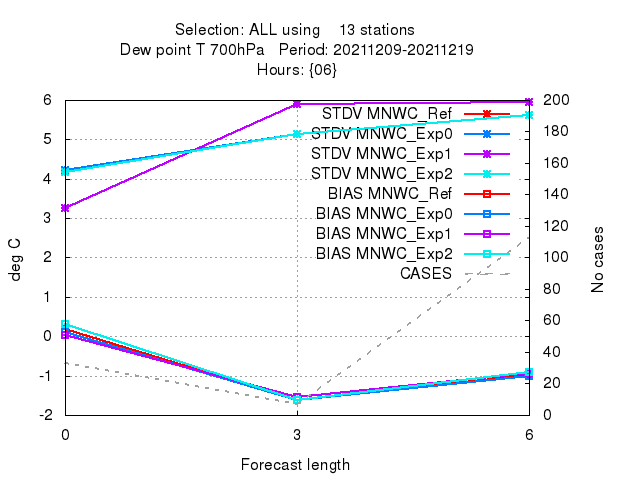 Selection: ALL using    13 stations
Dew point T 700hPa   Period: 20211209-20211219
Hours: {06}
STDV MNWC_Ref
STDV MNWC_Exp0
STDV MNWC_Exp1
STDV MNWC_Exp2
BIAS MNWC_Ref
BIAS MNWC_Exp0
BIAS MNWC_Exp1
BIAS MNWC_Exp2
CASES
deg C
6
5
4
3
2
1
0
-1
-2
No cases
200
180
160
140
120
100
80
60
40
20
0
0 3 6
Forecast length